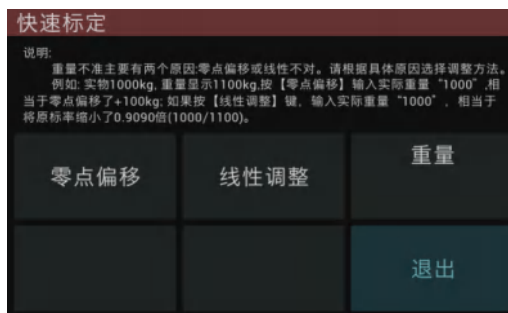 快速标定
说明:
重量不准主要有两个原因:零点偏移或线性不对。请根据具体原因选择调整方法。
例如: 实物1000kg, 重量显示1100kg,按【零点偏移】输入实际重量“1000”,相
当于零点偏移了+100kg; 如果按【线性调整】键, 输入实际重量“1000”, 相当于
将原标率缩小了0.9090倍(1000/1100)。
零点偏移
线性调整
重量
退出